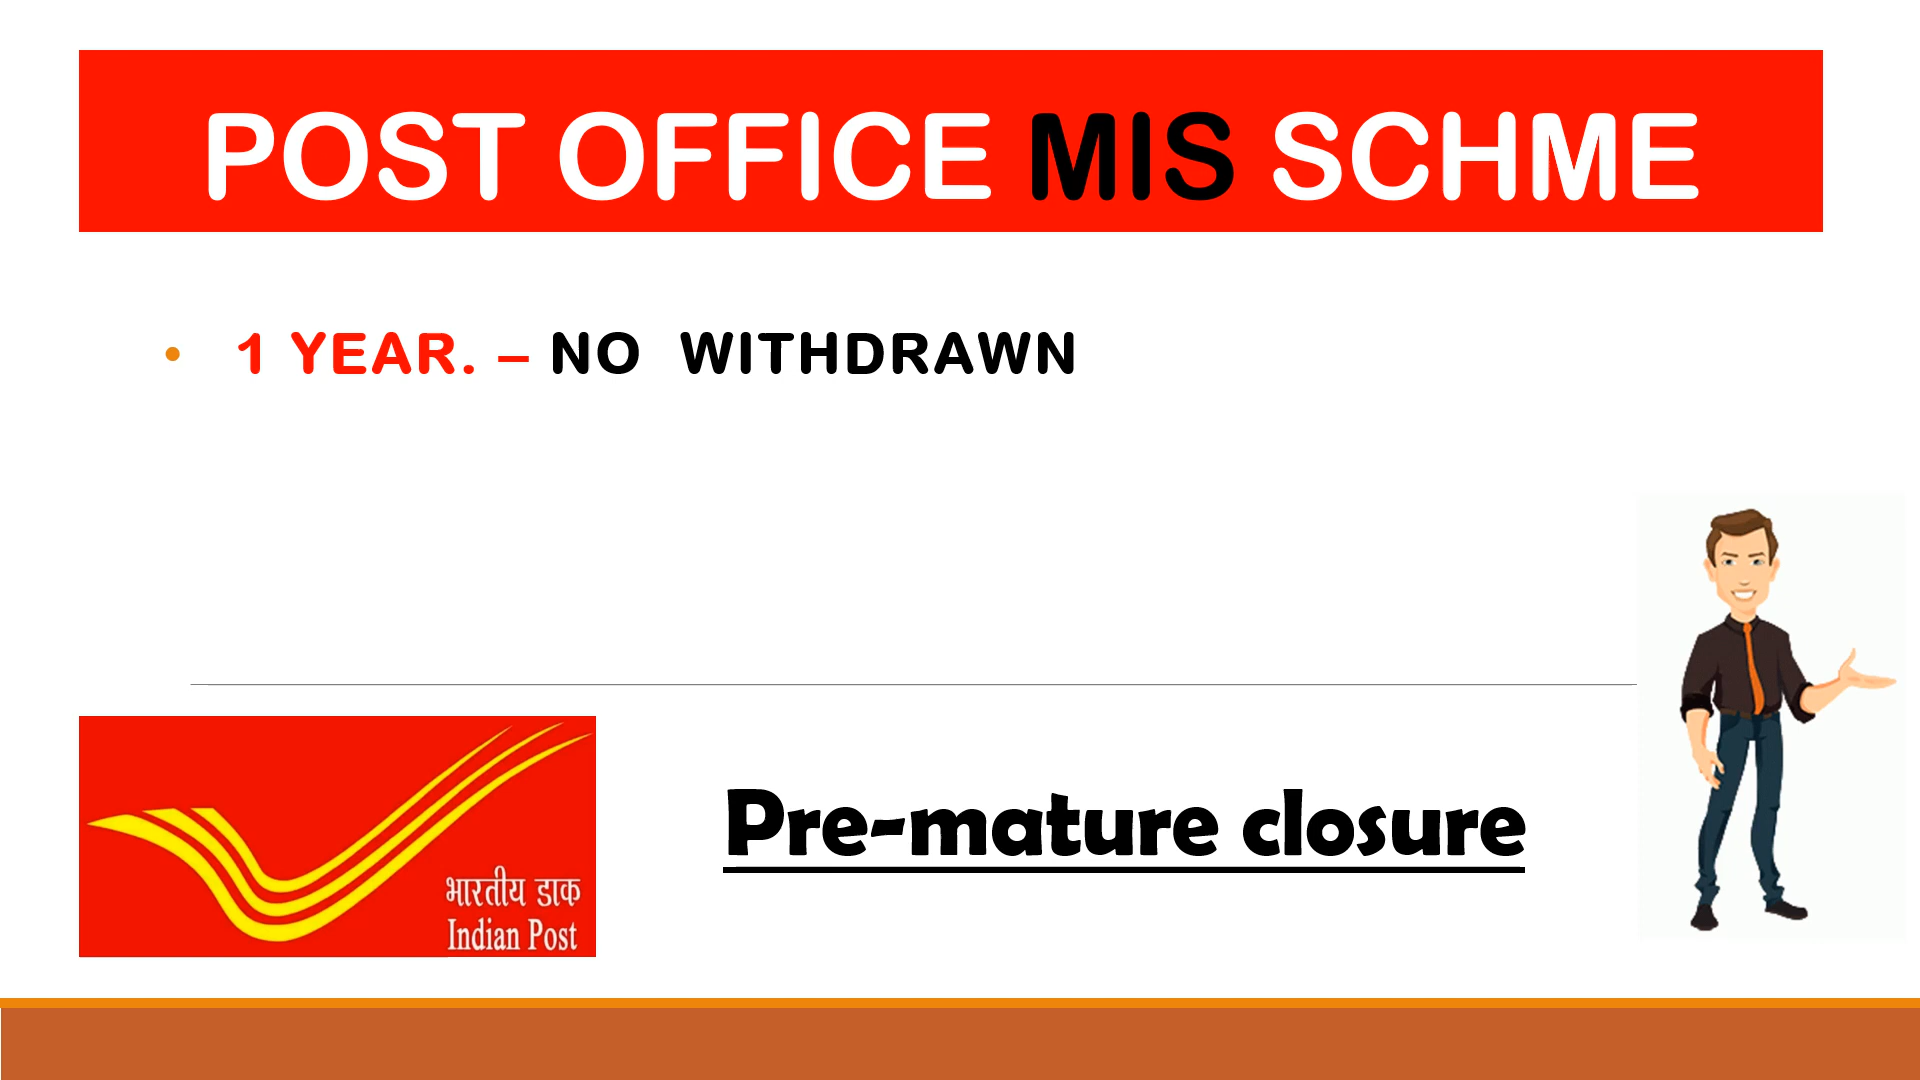 POST OFFICE MIS SCHME
• 1 YEAR. – NO WITHDRAWN
भारतीय डाक
Indian Post
Pre-mature closure